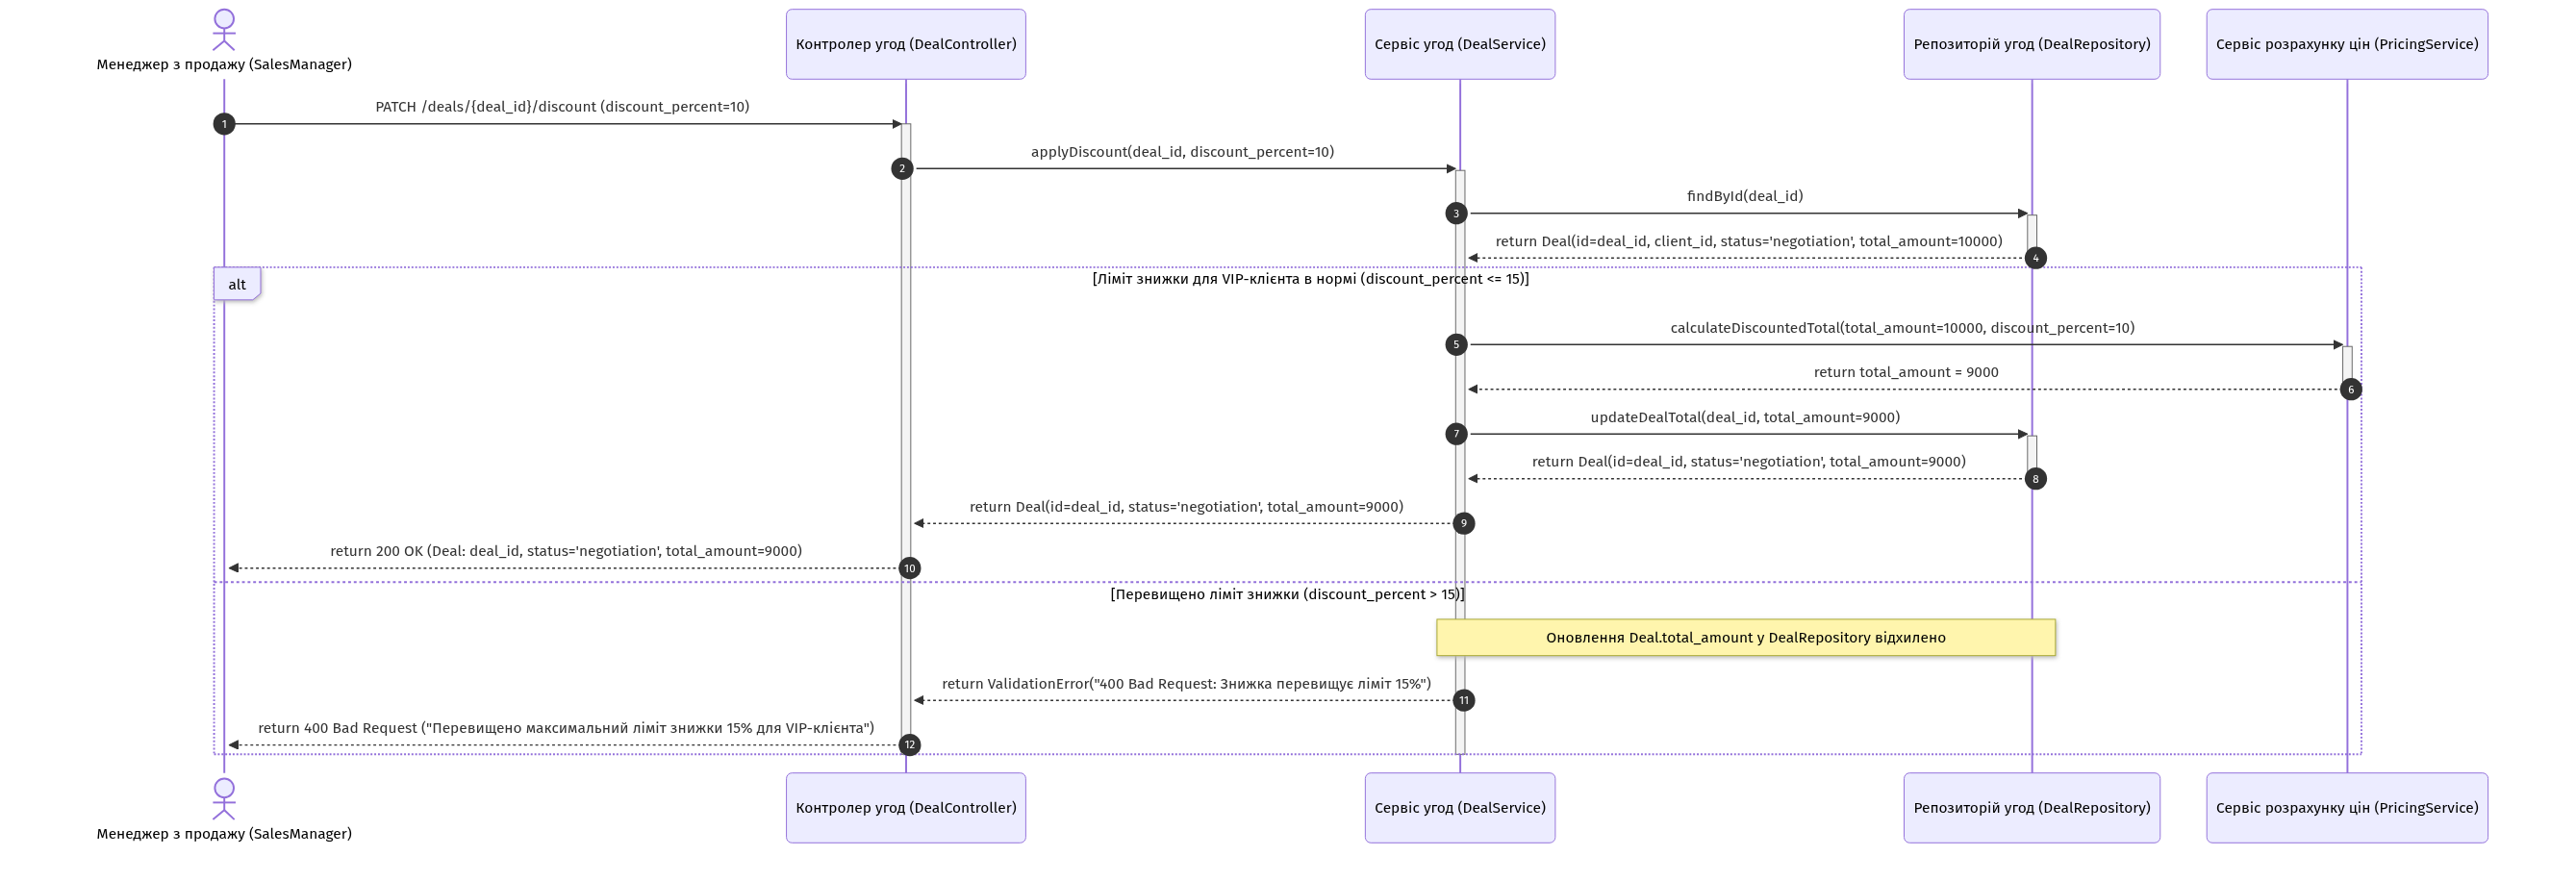 Менеджер з продажу (SalesManager)
Контролер угод (DealController)
Сервіс угод (DealService)
Репозиторій угод (DealRepository)
Сервіс розрахунку цін (PricingService)
PATCH /deals/{deal_id}/discount (discount_percent=10)
1
applyDiscount(deal_id, discount_percent=10)
2
findById(deal_id)
3
return Deal(id=deal_id, client_id, status='negotiation', total_amount=10000)
4
alt
[Ліміт знижки для VIP-клієнта в нормі (discount_percent <= 15)]
calculateDiscountedTotal(total_amount=10000, discount_percent=10)
5
return total_amount = 9000
6
updateDealTotal(deal_id, total_amount=9000)
7
return Deal(id=deal_id, status='negotiation', total_amount=9000)
8
return Deal(id=deal_id, status='negotiation', total_amount=9000)
9
return 200 OK (Deal: deal_id, status='negotiation', total_amount=9000)
10
[Перевищено ліміт знижки (discount_percent > 15)]
Оновлення Deal.total_amount у DealRepository відхилено
return ValidationError("400 Bad Request: Знижка перевищує ліміт 15%")
11
return 400 Bad Request ("Перевищено максимальний ліміт знижки 15% для VIP-клієнта")
12
Менеджер з продажу (SalesManager)
Контролер угод (DealController)
Сервіс угод (DealService)
Репозиторій угод (DealRepository)
Сервіс розрахунку цін (PricingService)